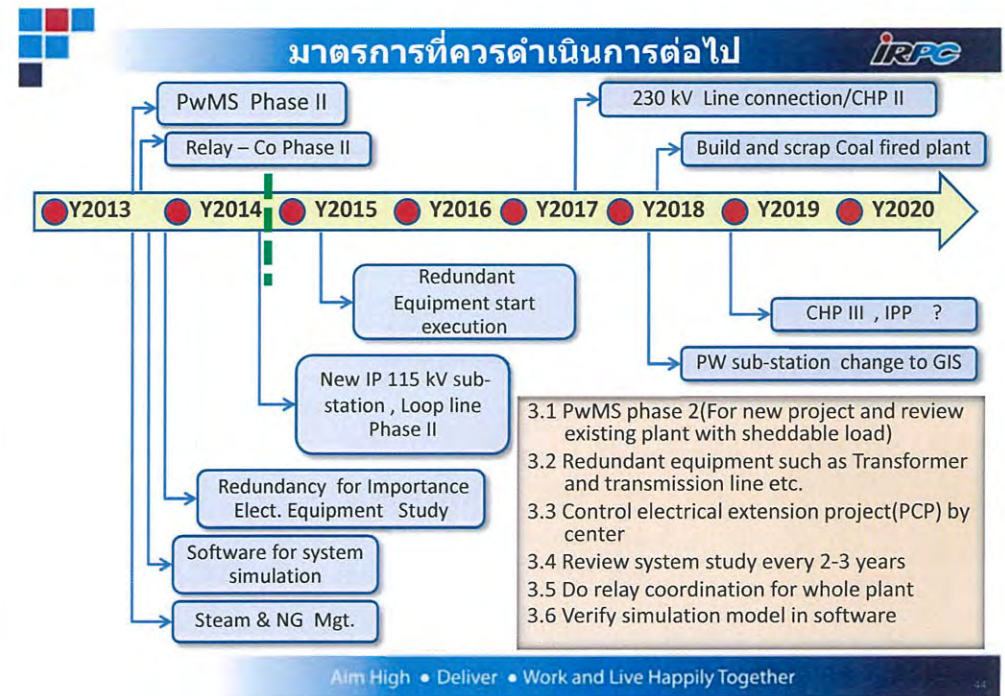 มาตรการที่ควรดำเนินการต่อไป
iRPC
PwMS Phase II
230 kV Line connection/CHP II
Relay – Co Phase II
Build and scrap Coal fired plant
Y2013
Y2014
Y2015
Y2016
Y2017
Y2018
Y2019
Y2020
Redundant
Equipment start
execution
CHP III , IPP ?
PW sub-station change to GIS
New IP 115 kV sub-
station , Loop line
Phase II
Redundancy for Importance
Elect. Equipment Study
Software for system
simulation
Steam & NG Mgt.
3.1 PwMS phase 2(For new project and review
existing plant with sheddable load)
3.2 Redundant equipment such as Transformer
and transmission line etc.
3.3 Control electrical extension project(PCP) by
center
3.4 Review system study every 2-3 years
3.5 Do relay coordination for whole plant
3.6 Verify simulation model in software
Aim High ● Deliver ● Work and Live Happily Together
44